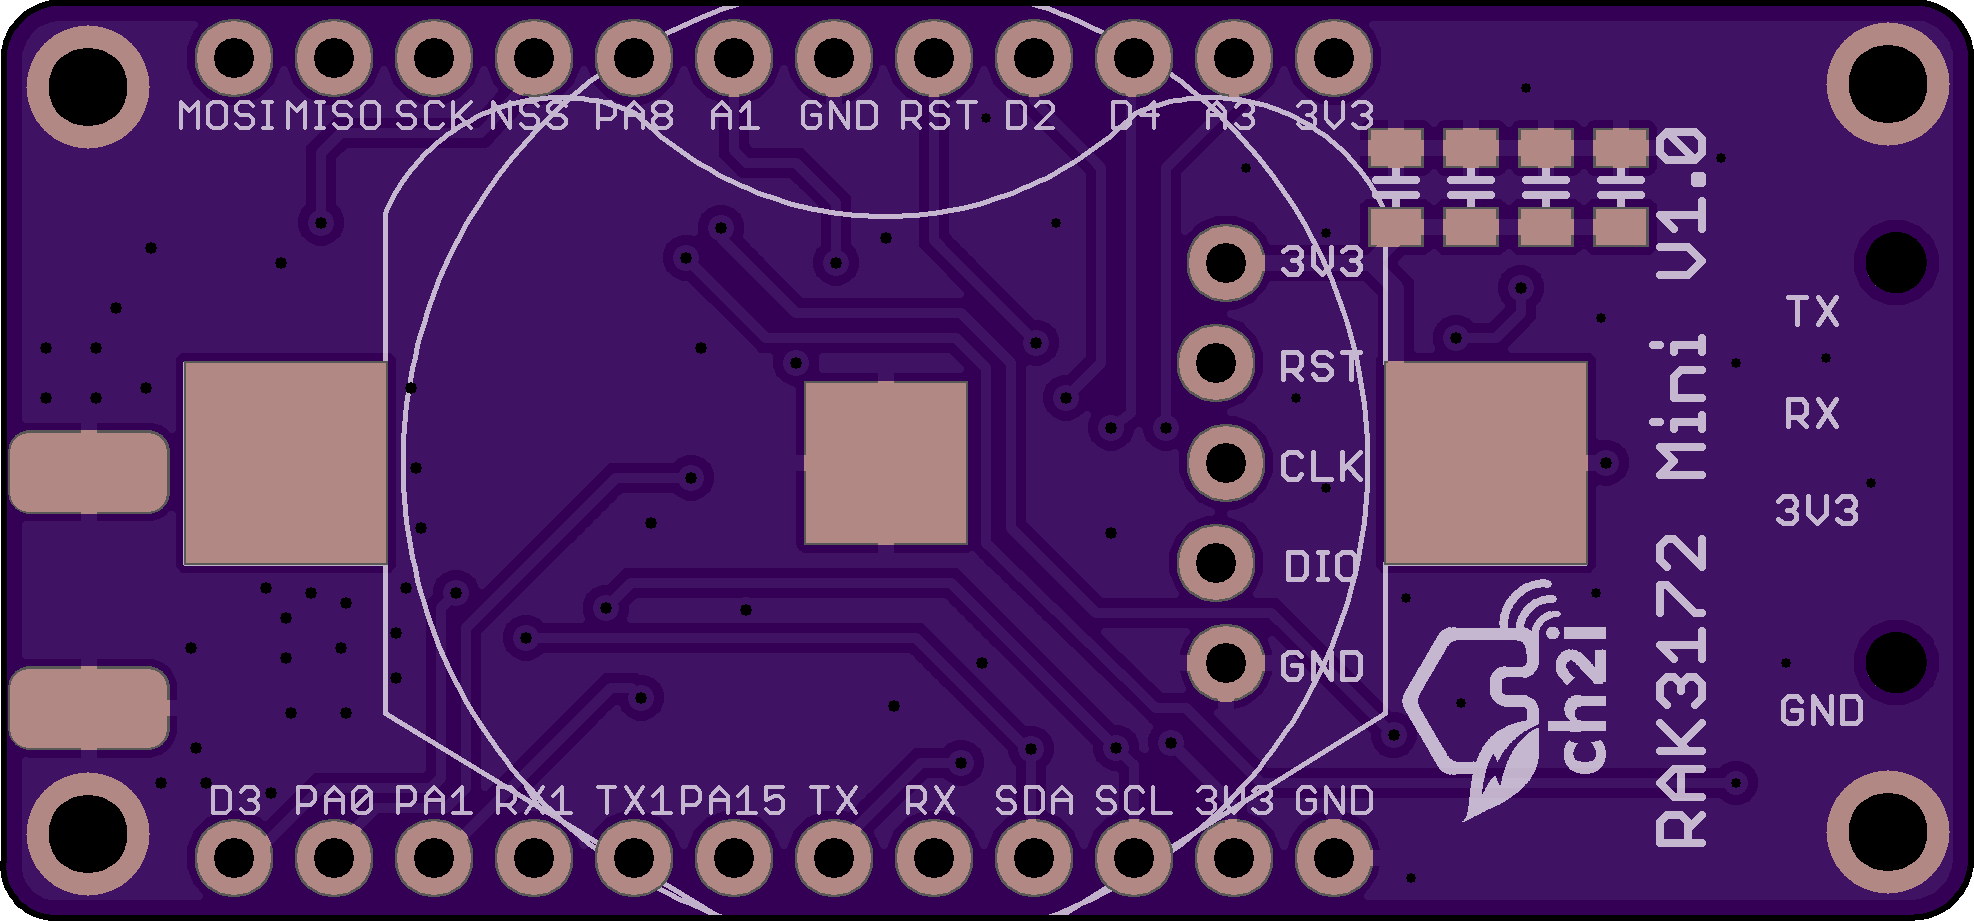 MOSI MISO SCK NSS PA8 A1 GND RST D2 D4 A3 3V3
3V3
RST
CLK
DIO
GND
TX
RX
3V3
GND
RAK3172 Mini V1.0
ch2i
D3 PA0 PA1 RX1 TX1 PA15 TX RX SDA SCL 3V3 GND